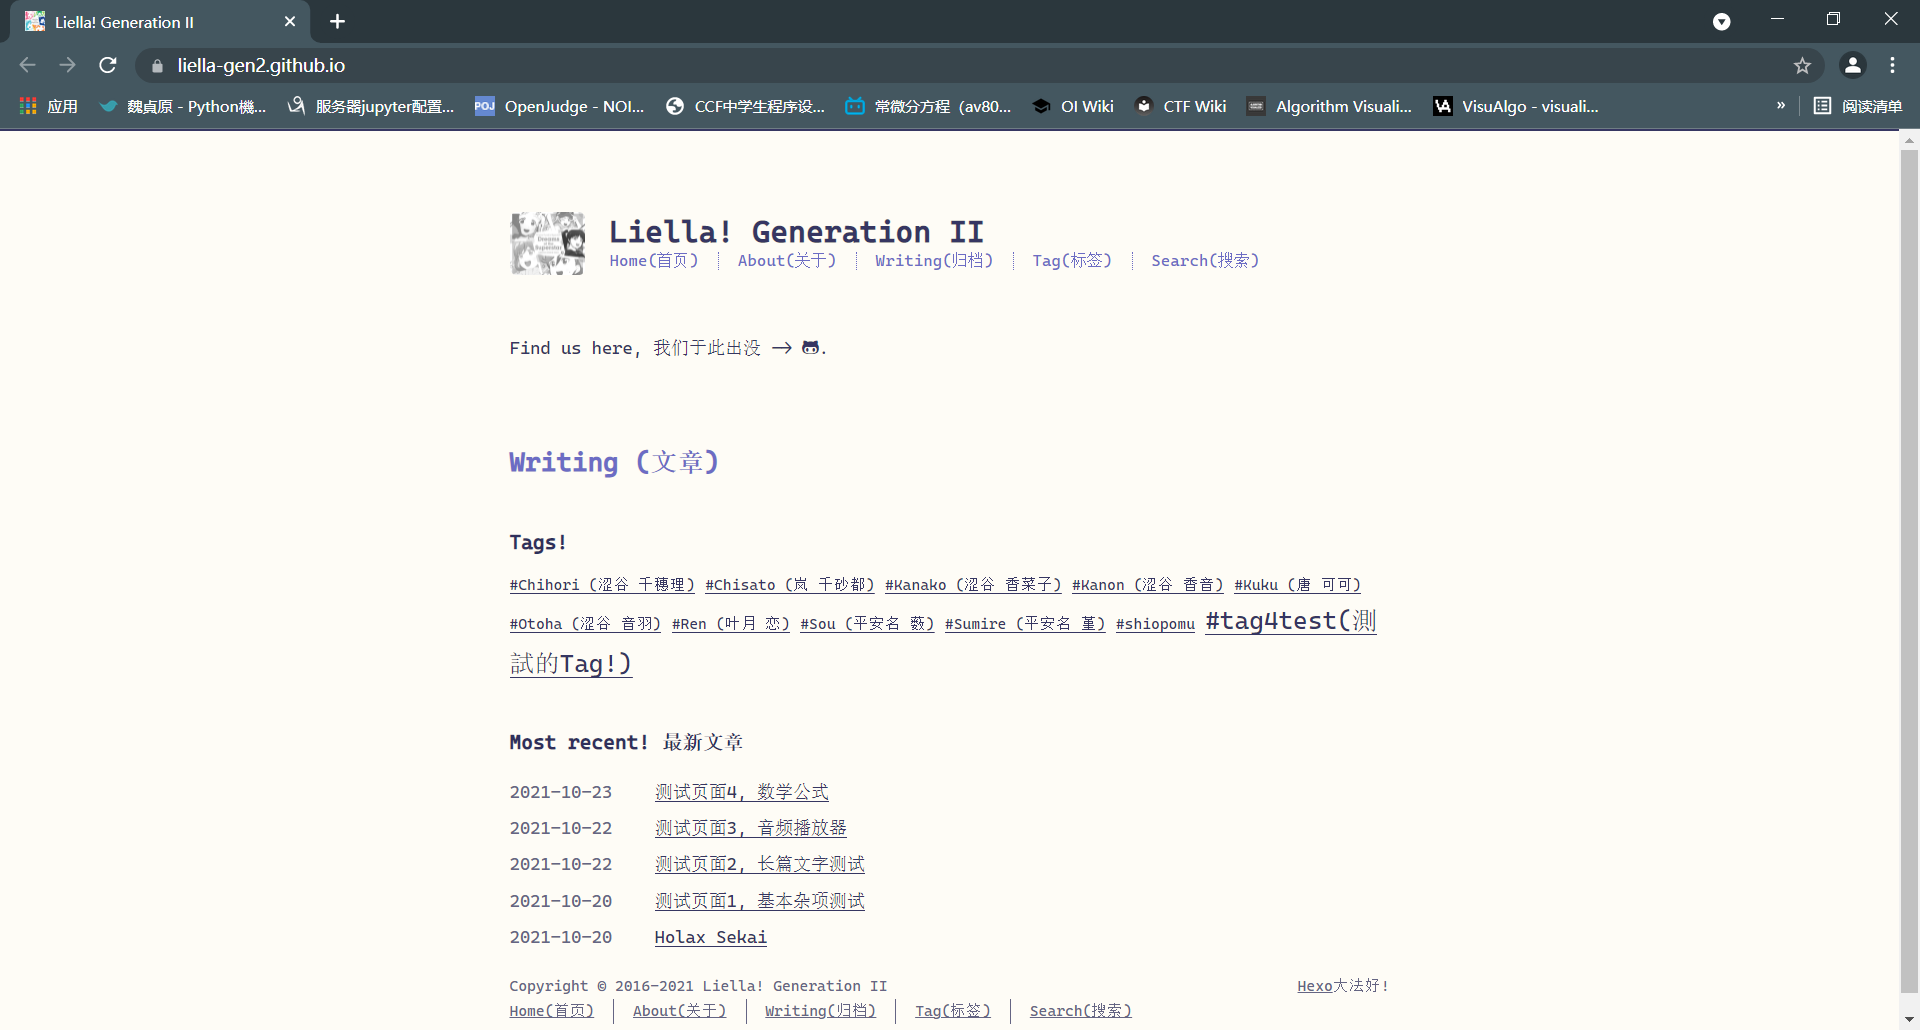 Liella! Generation II
liella-gen2.github.io
应用 魏貞原 - Python機... 服务器jupyter配置... POJ OpenJudge - NOI... CCF中学生程序设... 常微分方程（av80... OI Wiki CTF Wiki Algorithm Visuali... VA VisuAlgo - visuali... » 阅读清单
Liella! Generation II
Home(首页) About(关于) Writing(归档) Tag(标签) Search(搜索)
Find us here, 我们于此出没 → .
Writing (文章)
Tags!
#Chihori (涩谷 千穗理) #Chisato (岚 千砂都) #Kanako (涩谷 香菜子) #Kanon (涩谷 香音) #Kuku (唐 可可)
#Otoha (涩谷 音羽) #Ren (叶月 恋) #Sou (平安名 薮) #Sumire (平安名 堇) #shiopomu #tag4test(測
試的Tag!)
Most recent! 最新文章
2021-10-23 测试页面4, 数学公式
2021-10-22 测试页面3, 音频播放器
2021-10-22 测试页面2, 长篇文字测试
2021-10-20 测试页面1, 基本杂项测试
2021-10-20 Holax Sekai
Copyright © 2016-2021 Liella! Generation II Hexo大法好!
Home(首页) About(关于) Writing(归档) Tag(标签) Search(搜索)